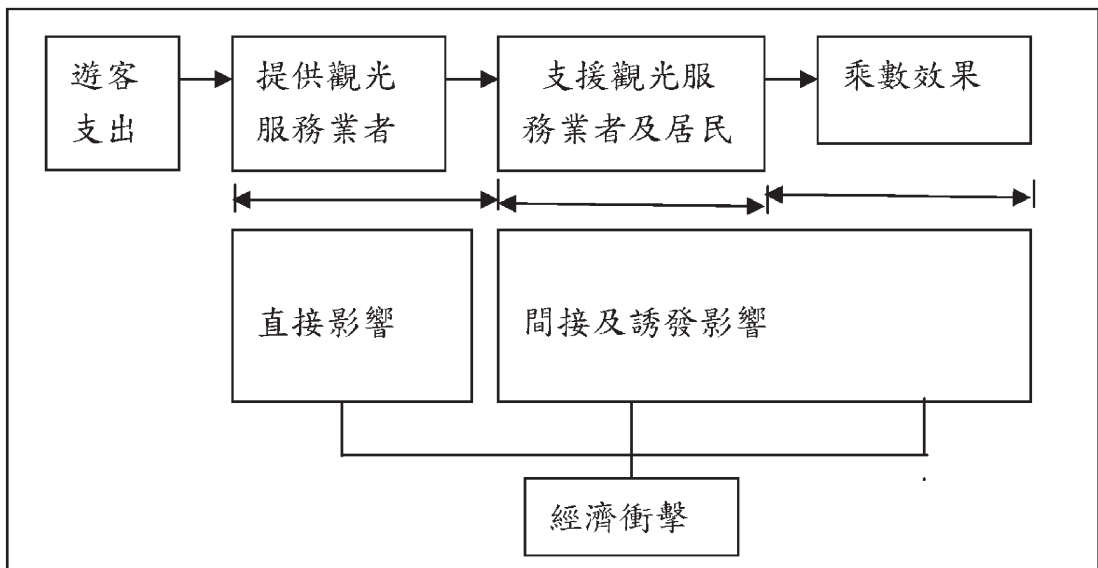 遊客
支出
提供觀光
服務業者
支援觀光服
務業者及居民
乘數效果
直接影響
間接及誘發影響
經濟衝擊